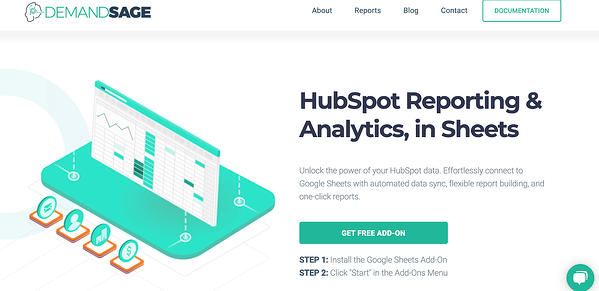 DEMANDSAGE
About Reports Blog Contact DOCUMENTATION
HubSpot Reporting &
Analytics, in Sheets
Unlock the power of your HubSpot data. Effortlessly connect to
Google Sheets with automated data sync, flexible report building, and
one-click reports.
GET FREE ADD-ON
STEP 1: Install the Google Sheets Add-On
STEP 2: Click "Start" in the Add-Ons Menu